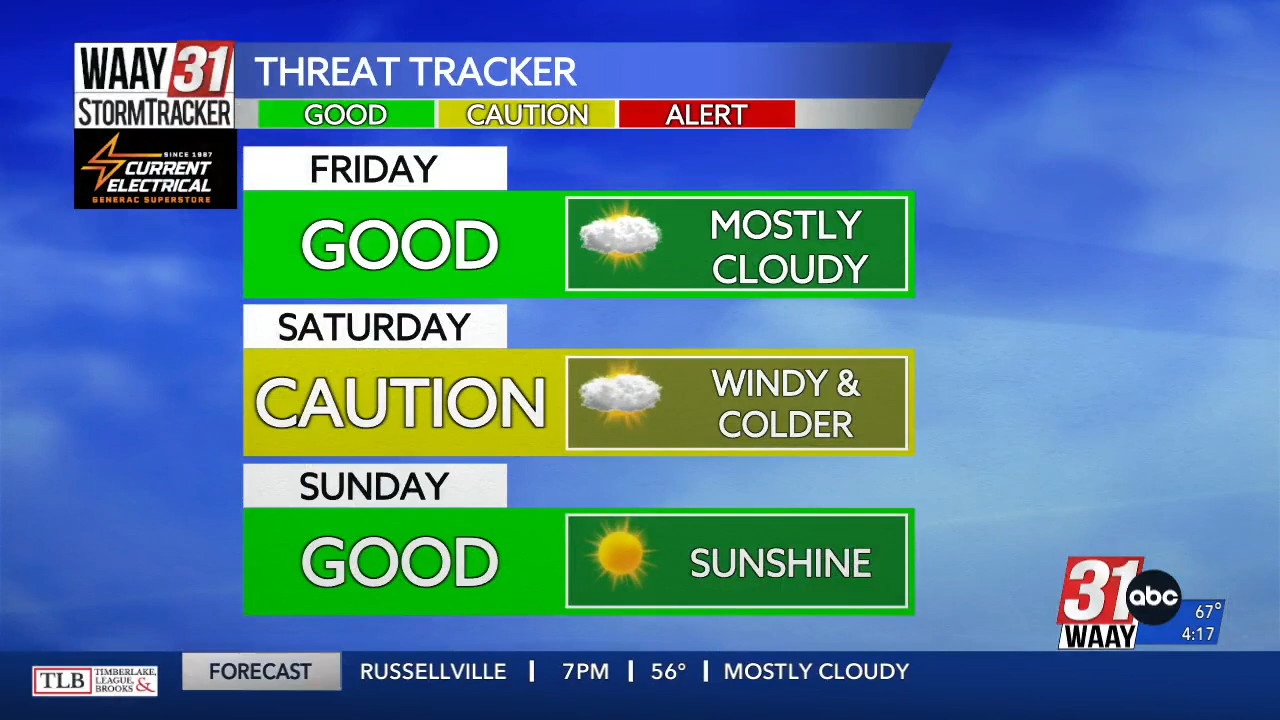 WAAY 31
STORMTRACKER
THREAT TRACKER
GOOD CAUTION ALERT
SINCE 1987
CURRENT
ELECTRICAL
GENERAC SUPERSTORE
FRIDAY
GOOD
MOSTLY
CLOUDY
SATURDAY
CAUTION
WINDY &
COLDER
SUNDAY
GOOD
SUNSHINE
31
abc
WAAY
67°
4:17
TLB
TIMBERLAKE,
LEAGUE,
BROOKS &
FORECAST
RUSSELLVILLE | 7PM | 56° | MOSTLY CLOUDY